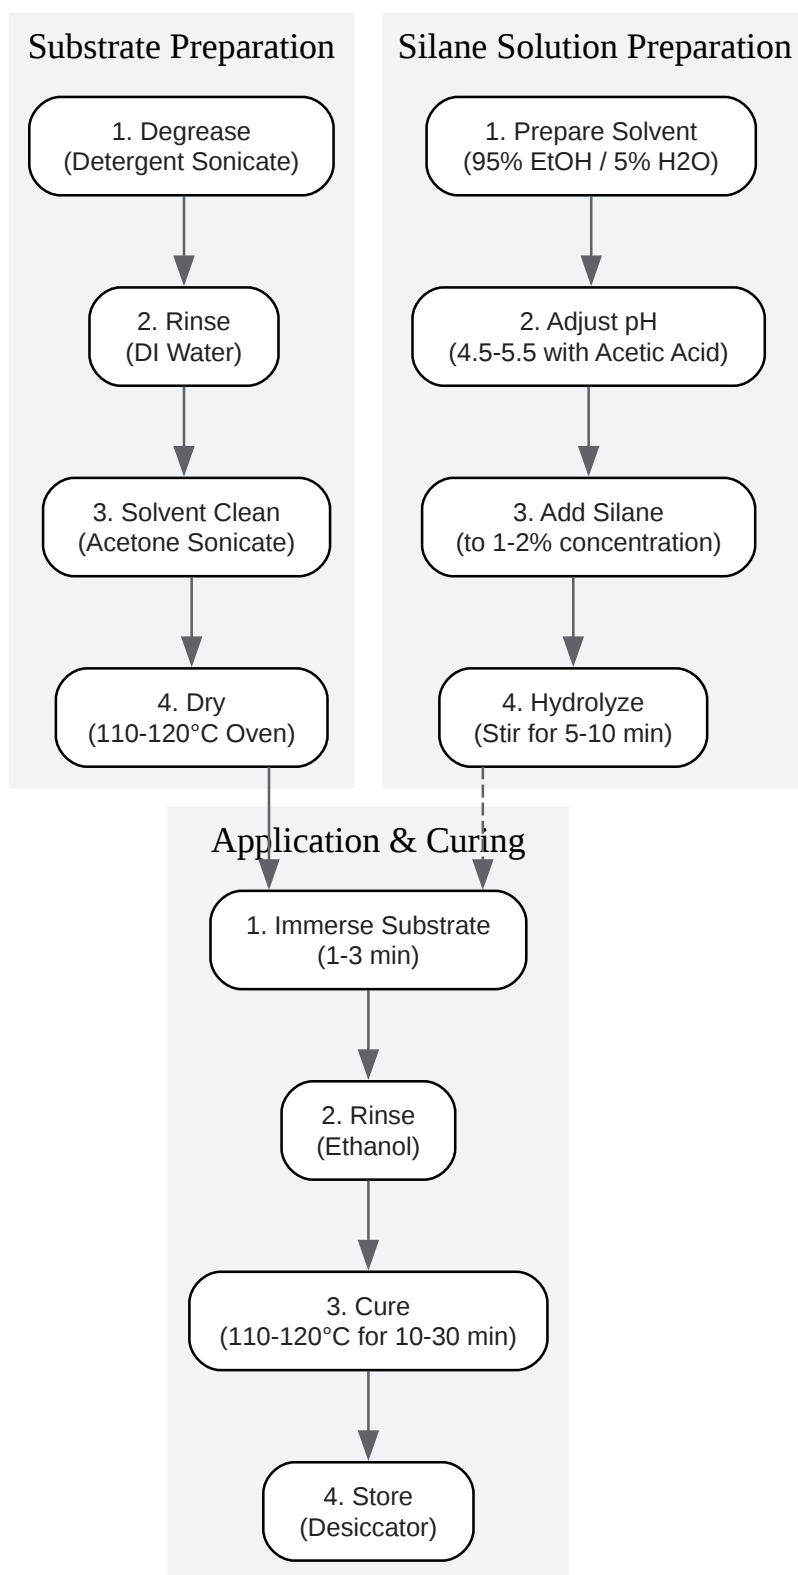 Substrate Preparation
1. Degrease
(Detergent Sonicate)
2. Rinse
(DI Water)
3. Solvent Clean
(Acetone Sonicate)
4. Dry
(110-120°C Oven)
Silane Solution Preparation
1. Prepare Solvent
(95% EtOH / 5% H2O)
2. Adjust pH
(4.5-5.5 with Acetic Acid)
3. Add Silane
(to 1-2% concentration)
4. Hydrolyze
(Stir for 5-10 min)
Application & Curing
1. Immerse Substrate
(1-3 min)
2. Rinse
(Ethanol)
3. Cure
(110-120°C for 10-30 min)
4. Store
(Desiccator)